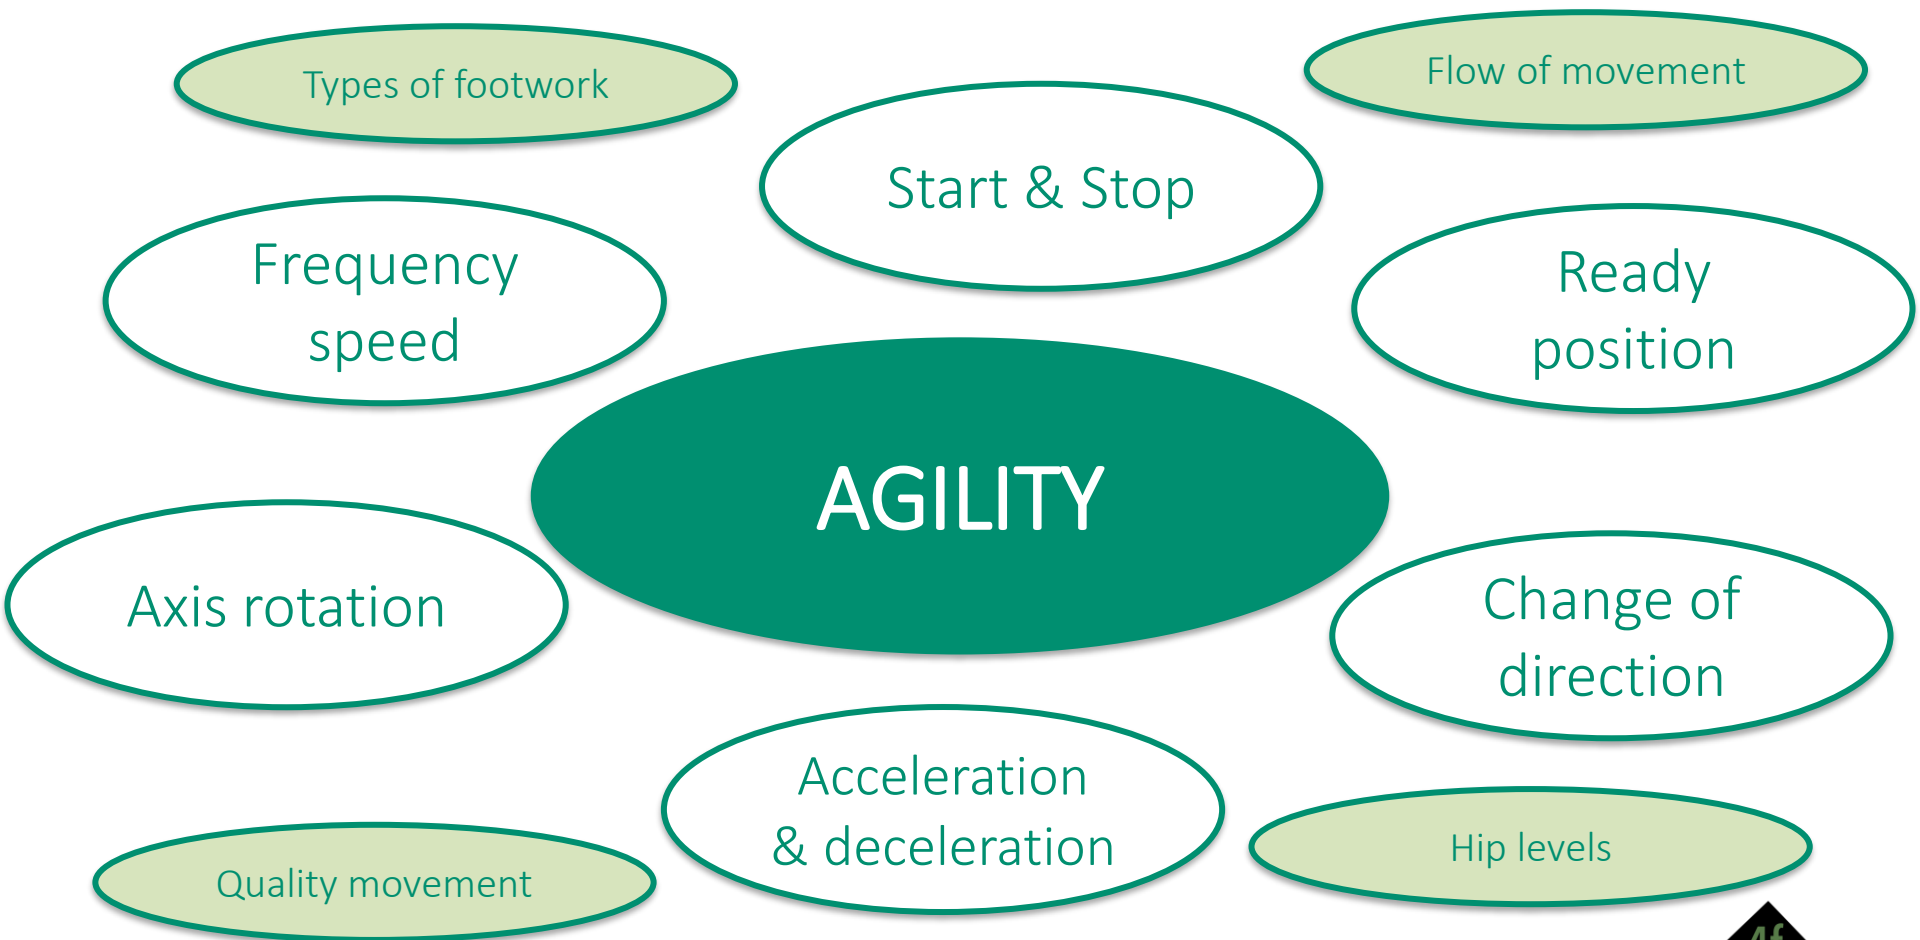 Types of footwork
Flow of movement
Start & Stop
Frequency
speed
Ready
position
AGILITY
Axis rotation
Change of
direction
Acceleration
& deceleration
Hip levels
Quality movement
4f